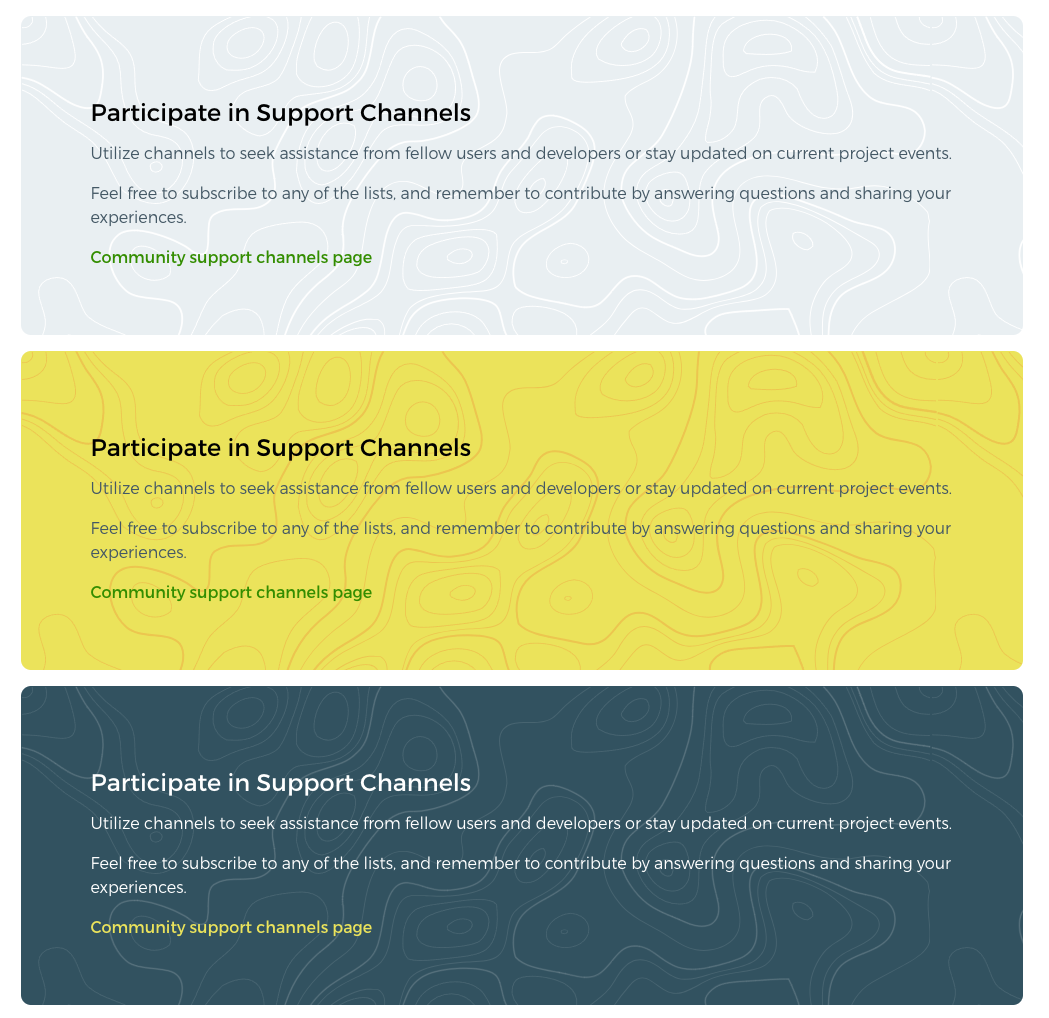 Participate in Support Channels
Utilize channels to seek assistance from fellow users and developers or stay updated on current project events.
Feel free to subscribe to any of the lists, and remember to contribute by answering questions and sharing your
experiences.
Community support channels page
Participate in Support Channels
Utilize channels to seek assistance from fellow users and developers or stay updated on current project events.
Feel free to subscribe to any of the lists, and remember to contribute by answering questions and sharing your
experiences.
Community support channels page
Participate in Support Channels
Utilize channels to seek assistance from fellow users and developers or stay updated on current project events.
Feel free to subscribe to any of the lists, and remember to contribute by answering questions and sharing your
experiences.
Community support channels page